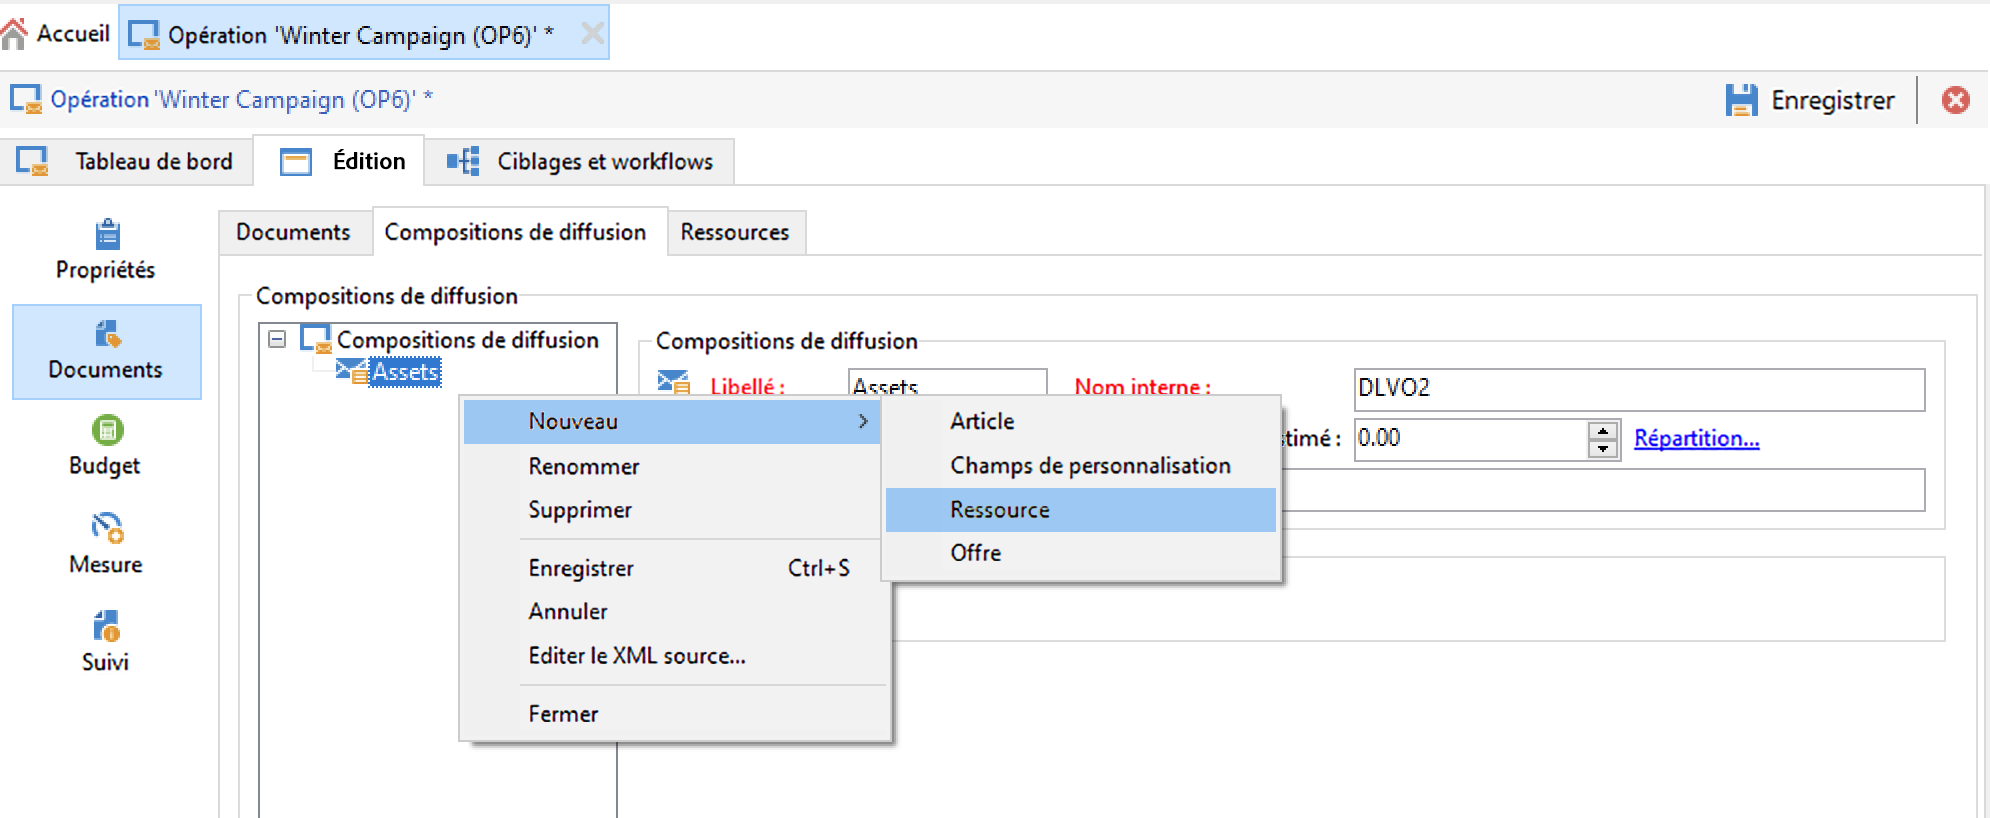 Accueil
Opération 'Winter Campaign (OP6)' *
Opération 'Winter Campaign (OP6)' *
Enregistrer
Tableau de bord
Édition
Ciblages et workflows
Propriétés
Documents
Budget
Mesure
Suivi
Documents
Compositions de diffusion
Ressources
Compositions de diffusion
Compositions de diffusion
Assets
Compositions de diffusion
Libellé :
Assets
Nom interne :
DLVO2
timé :
0.00
Répartition...
Nouveau
Renommer
Supprimer
Enregistrer Ctrl+S
Annuler
Editer le XML source...
Fermer
Article
Champs de personnalisation
Ressource
Offre